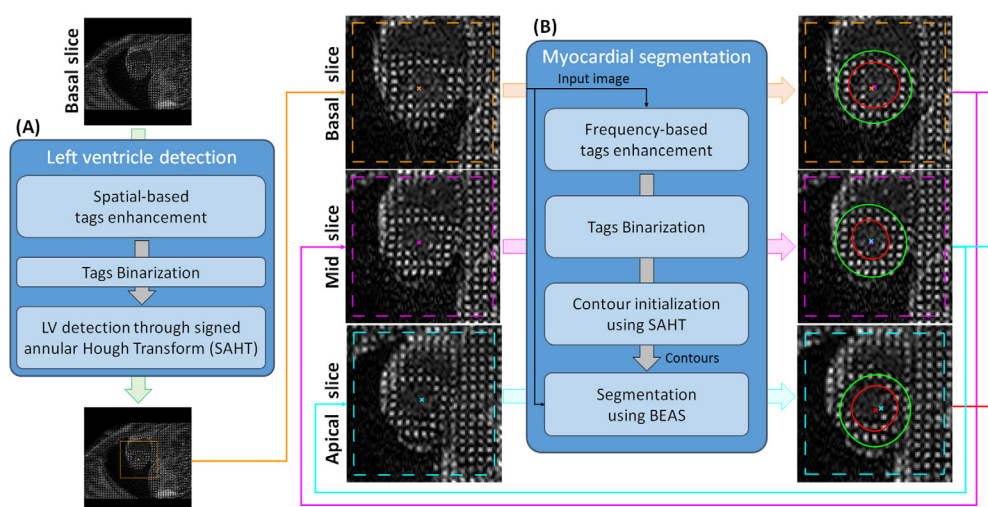 Basal slice
(A)
Left ventricle detection
Spatial-based
tags enhancement
Tags Binarization
LV detection through signed
annular Hough Transform (SAHT)
Basal slice
Mid slice
Apical slice
(B)
Myocardial segmentation
Input image
Frequency-based
tags enhancement
Tags Binarization
Contour initialization
using SAHT
Contours
Segmentation
using BEAS